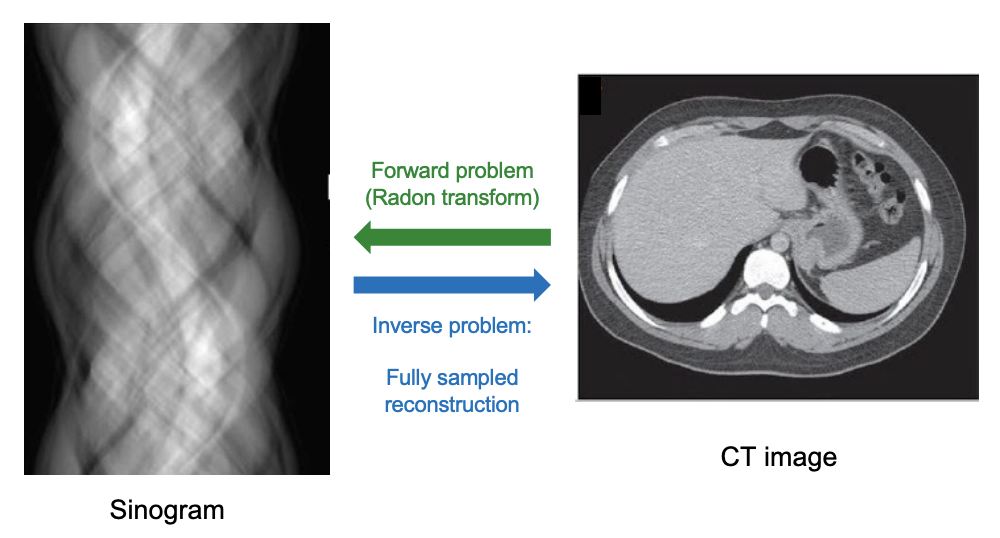 Forward problem
(Radon transform)
Inverse problem:
Fully sampled
reconstruction
CT image
Sinogram